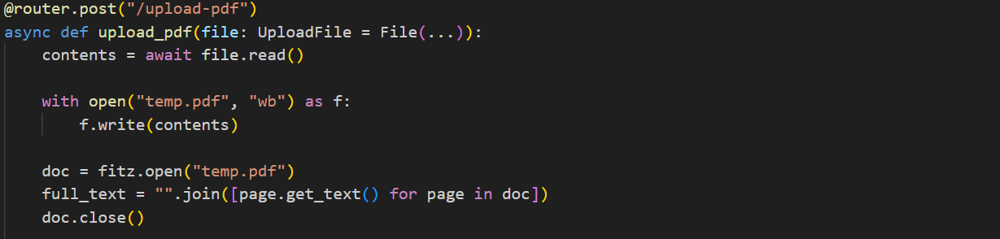 @router.post("/upload-pdf")
async def upload_pdf(file: UploadFile = File(...)):
    contents = await file.read()
    with open("temp.pdf", "wb") as f:
        f.write(contents)
    doc = fitz.open("temp.pdf")
    full_text = "".join([page.get_text() for page in doc])
    doc.close()